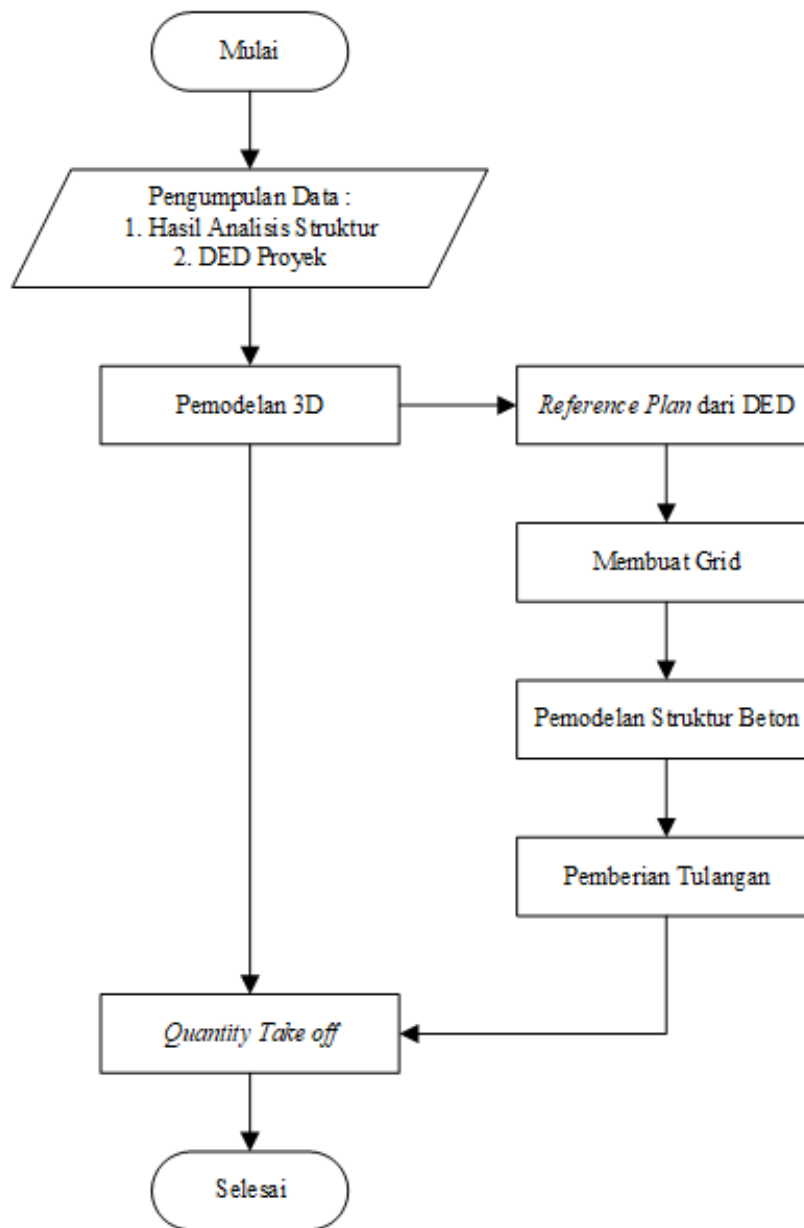 Mulai
Pengumpulan Data :
1. Hasil Analisis Struktur
2. DED Proyek
Pemodelan 3D
Reference Plan dari DED
Membuat Grid
Pemodelan Struktur Beton
Pemberian Tulangan
Quantity Take off
Selesai